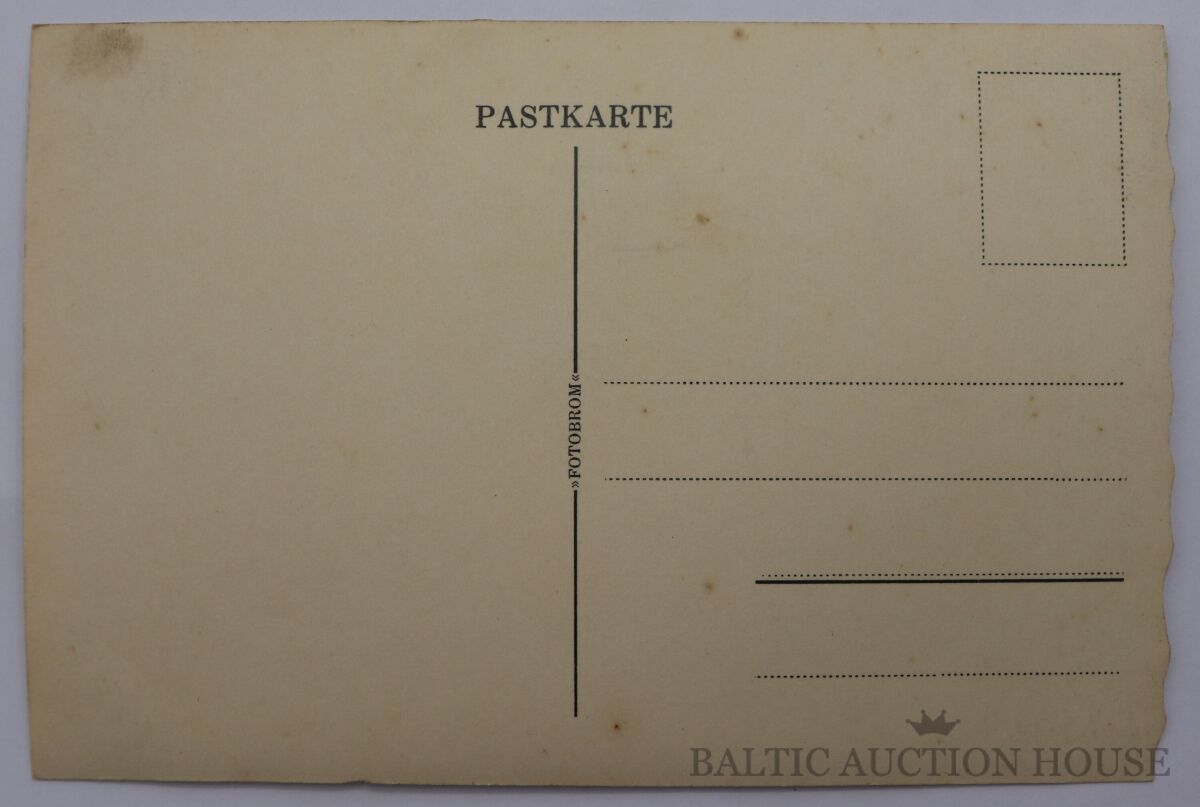 PASTKARTE
»FOTOBROM«
BALTIC AUCTION HOUSE